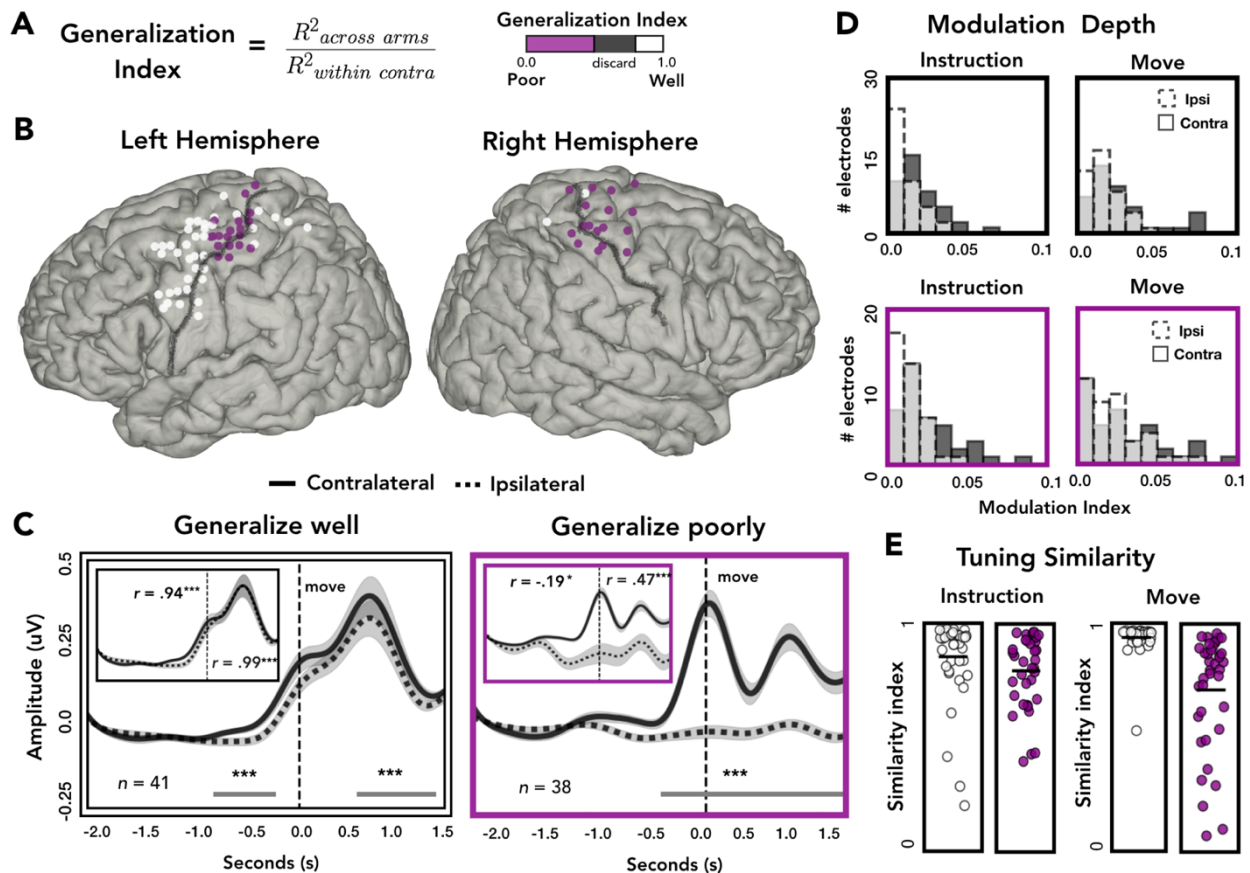 A
Generalization
Index
=
R² across arms
R² within contra
Generalization Index
0.0
discard
1.0
Poor
Well
B
Left Hemisphere
Right Hemisphere
Contralateral
Ipsilateral
C
Generalize well
Generalize poorly
Amplitude (uV)
0.5
0.25
0.0
-0.25
r = .94***
r = .99***
move
n = 41
***
***
-2.0 -1.5 -1.0 -0.5 0.0 0.5 1.0 1.5
Seconds (s)
r = -.19*
r = .47***
move
n = 38
***
-2.0 -1.5 -1.0 -0.5 0.0 0.5 1.0 1.5
Seconds (s)
D
Modulation Depth
Instruction
Move
# electrodes
30
15
0
Ipsi
Contra
0.0 0.05 0.1
0.0 0.05 0.1
Instruction
Move
# electrodes
20
10
0
Ipsi
Contra
0.0 0.05 0.1
0.0 0.05 0.1
Modulation Index
E
Tuning Similarity
Instruction
Move
Similarity index
1
0
Similarity index
1
0